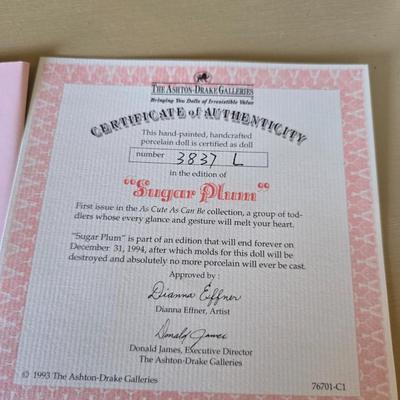 THE ASHTON-DRAKE GALLERIES
Bringing You Dolls of Irresistible Value
CERTIFICATE of AUTHENTICITY
This hand-painted, handcrafted
porcelain doll is certified as doll
number 3837 L
in the edition of
"Sugar Plum"
First issue in the As Cute As Can Be collection, a group of tod-
dlers whose every glance and gesture will melt your heart.
"Sugar Plum" is part of an edition that will end forever on
December 31, 1994, after which molds for this doll will be
destroyed and absolutely no more porcelain will ever be cast.
Approved by :
Dianna Effner
Dianna Effner, Artist
Donald James
Donald James, Executive Director
The Ashton-Drake Galleries
© 1993 The Ashton-Drake Galleries
76701-C1